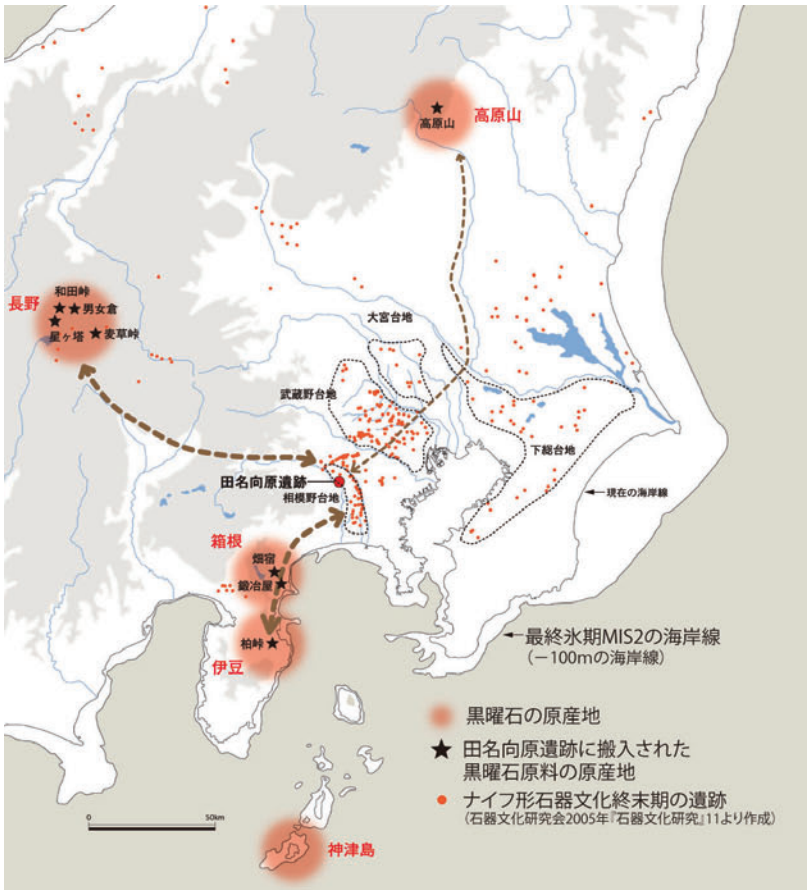 高原山
高原山
長野
和田峠
男女倉
星ヶ塔
麦草峠
大宮台地
武蔵野台地
下総台地
田名向原遺跡
相模野台地
現在の海岸線
箱根
畑宿
鍛冶屋
柏峠
伊豆
最終氷期MIS2の海岸線
(-100mの海岸線)
黒曜石の原産地
田名向原遺跡に搬入された
黒曜石原料の原産地
ナイフ形石器文化終末期の遺跡
(石器文化研究会2005年『石器文化研究』11より作成)
0 50km
神津島